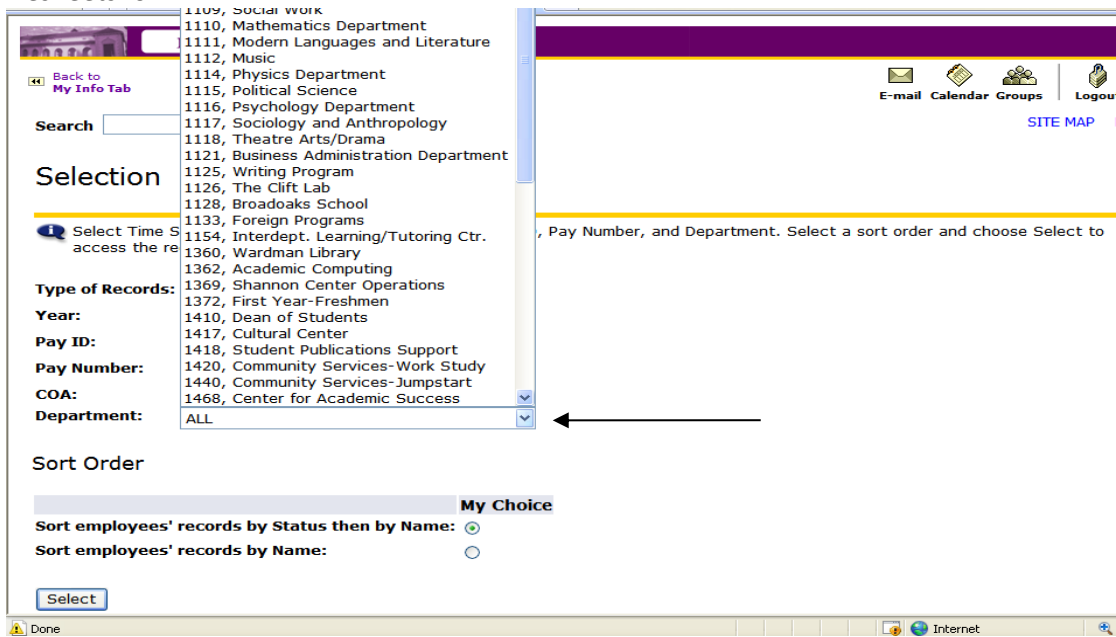 1109, Social Work
1110, Mathematics Department
1111, Modern Languages and Literature
1112, Music
1114, Physics Department
1115, Political Science
1116, Psychology Department
1117, Sociology and Anthropology
1118, Theatre Arts/Drama
1121, Business Administration Department
1125, Writing Program
1126, The Clift Lab
1128, Broadoaks School
1133, Foreign Programs
1154, Interdept. Learning/Tutoring Ctr.
1360, Wardman Library
1362, Academic Computing
1369, Shannon Center Operations
1372, First Year-Freshmen
1410, Dean of Students
1417, Cultural Center
1418, Student Publications Support
1420, Community Services-Work Study
1440, Community Services-Jumpstart
1468, Center for Academic Success
ALL
Back to
My Info Tab
E-mail Calendar Groups Logou
Search
SITE MAP
Selection
Select Time S , Pay Number, and Department. Select a sort order and choose Select to
access the re
Type of Records:
Year:
Pay ID:
Pay Number:
COA:
Department:
Sort Order
My Choice
Sort employees' records by Status then by Name:
Sort employees' records by Name:
Select
Done
Internet